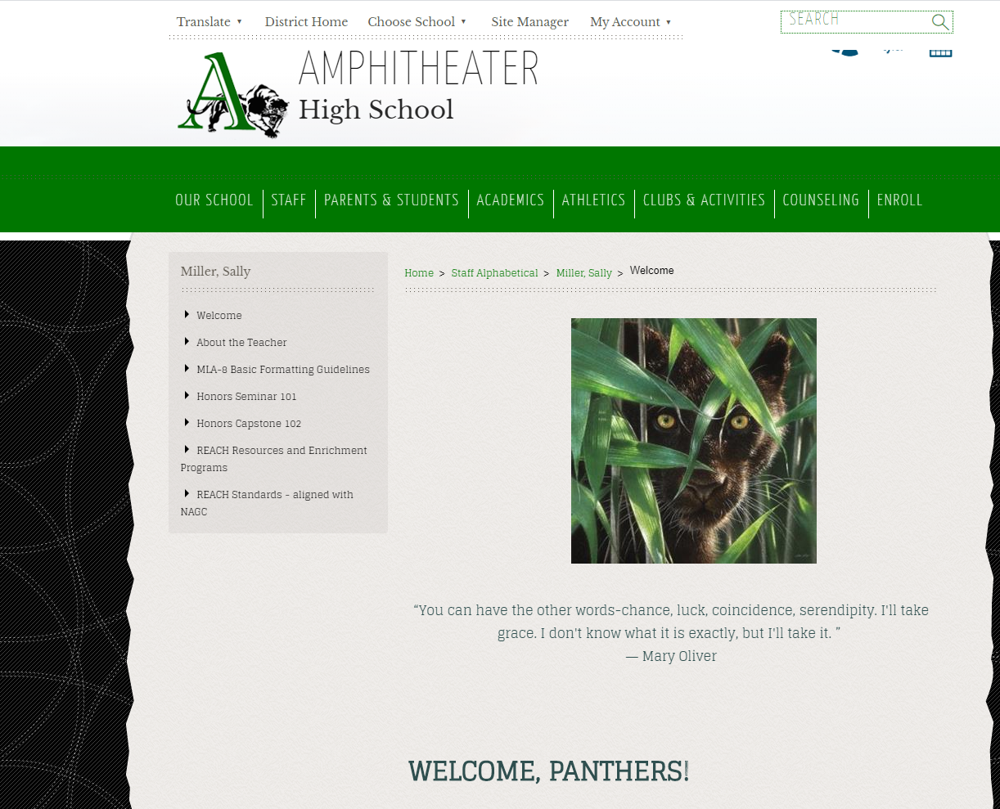 Translate ▼ District Home Choose School ▼ Site Manager My Account ▼ SEARCH
A
AMPHITHEATER
High School
OUR SCHOOL STAFF PARENTS & STUDENTS ACADEMICS ATHLETICS CLUBS & ACTIVITIES COUNSELING ENROLL
Miller, Sally
Welcome
About the Teacher
MLA-8 Basic Formatting Guidelines
Honors Seminar 101
Honors Capstone 102
REACH Resources and Enrichment
Programs
REACH Standards - aligned with
NAGC
Home > Staff Alphabetical > Miller, Sally > Welcome
“You can have the other words-chance, luck, coincidence, serendipity. I'll take
grace. I don't know what it is exactly, but I'll take it. ”
― Mary Oliver
WELCOME, PANTHERS!